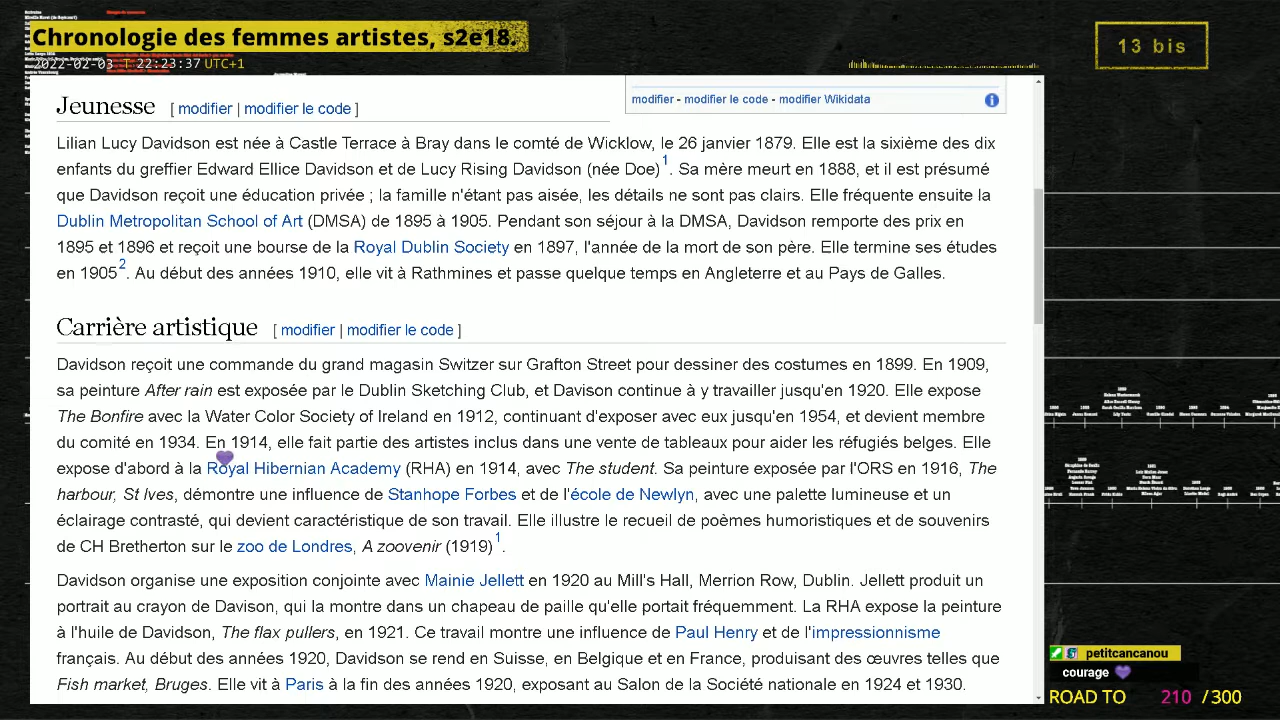 Chronologie des femmes artistes, s2e18.
2022-02-03 T 22:23:37 UTC+1
13 bis
modifier - modifier le code - modifier Wikidata
Jeunesse [ modifier | modifier le code ]
Lilian Lucy Davidson est née à Castle Terrace à Bray dans le comté de Wicklow, le 26 janvier 1879. Elle est la sixième des dix
enfants du greffier Edward Ellice Davidson et de Lucy Rising Davidson (née Doe)1. Sa mère meurt en 1888, et il est présumé
que Davidson reçoit une éducation privée ; la famille n'étant pas aisée, les détails ne sont pas clairs. Elle fréquente ensuite la
Dublin Metropolitan School of Art (DMSA) de 1895 à 1905. Pendant son séjour à la DMSA, Davidson remporte des prix en
1895 et 1896 et reçoit une bourse de la Royal Dublin Society en 1897, l'année de la mort de son père. Elle termine ses études
en 19052. Au début des années 1910, elle vit à Rathmines et passe quelque temps en Angleterre et au Pays de Galles.
Carrière artistique [ modifier | modifier le code ]
Davidson reçoit une commande du grand magasin Switzer sur Grafton Street pour dessiner des costumes en 1899. En 1909,
sa peinture After rain est exposée par le Dublin Sketching Club, et Davison continue à y travailler jusqu'en 1920. Elle expose
The Bonfire avec la Water Color Society of Ireland en 1912, continuant d'exposer avec eux jusqu'en 1954, et devient membre
du comité en 1934. En 1914, elle fait partie des artistes inclus dans une vente de tableaux pour aider les réfugiés belges. Elle
expose d'abord à la Royal Hibernian Academy (RHA) en 1914, avec The student. Sa peinture exposée par l'ORS en 1916, The
harbour, St Ives, démontre une influence de Stanhope Forbes et de l'école de Newlyn, avec une palette lumineuse et un
éclairage contrasté, qui devient caractéristique de son travail. Elle illustre le recueil de poèmes humoristiques et de souvenirs
de CH Bretherton sur le zoo de Londres, A zoovenir (1919)1.
Davidson organise une exposition conjointe avec Mainie Jellett en 1920 au Mill's Hall, Merrion Row, Dublin. Jellett produit un
portrait au crayon de Davison, qui la montre dans un chapeau de paille qu'elle portait fréquemment. La RHA expose la peinture
à l'huile de Davidson, The flax pullers, en 1921. Ce travail montre une influence de Paul Henry et de l'impressionnisme
français. Au début des années 1920, Davidson se rend en Suisse, en Belgique et en France, produisant des œuvres telles que
Fish market, Bruges. Elle vit à Paris à la fin des années 1920, exposant au Salon de la Société nationale en 1924 et 1930.
petitcancanou
courage 💜
ROAD TO 210 / 300